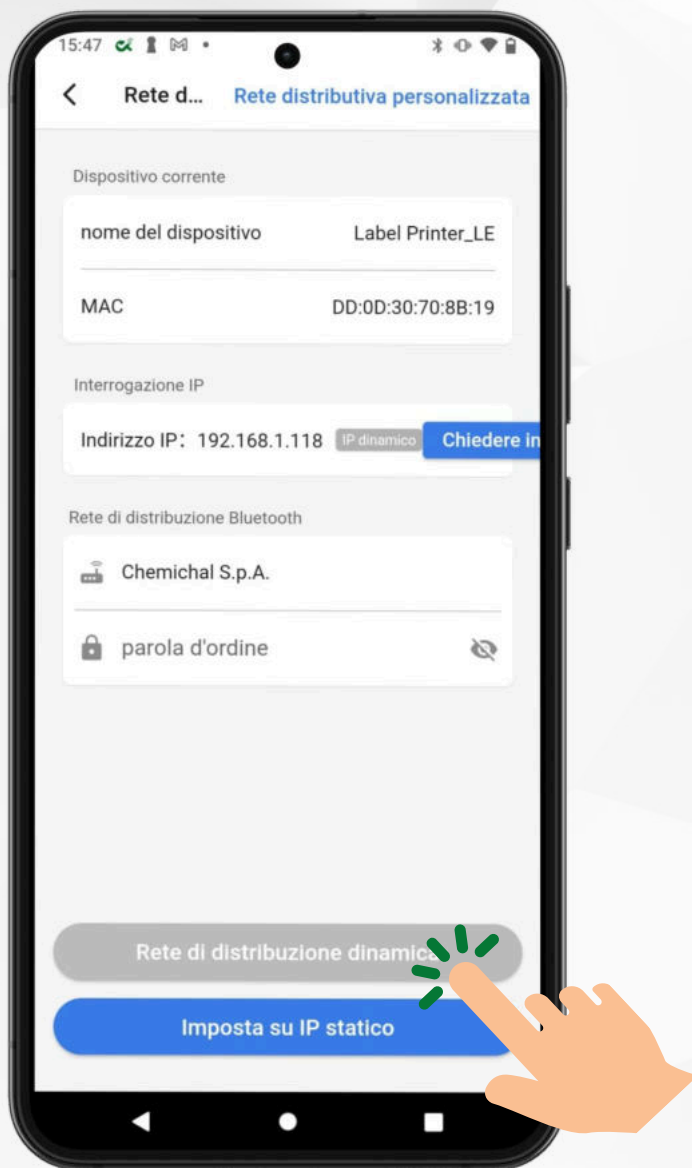 15:47
Rete d... Rete distributiva personalizzata
Dispositivo corrente
nome del dispositivo Label Printer_LE
MAC DD:0D:30:70:8B:19
Interrogazione IP
Indirizzo IP: 192.168.1.118 IP dinamico Chiedere in
Rete di distribuzione Bluetooth
Chemichal S.p.A.
parola d'ordine
Rete di distribuzione dinamica
Imposta su IP statico